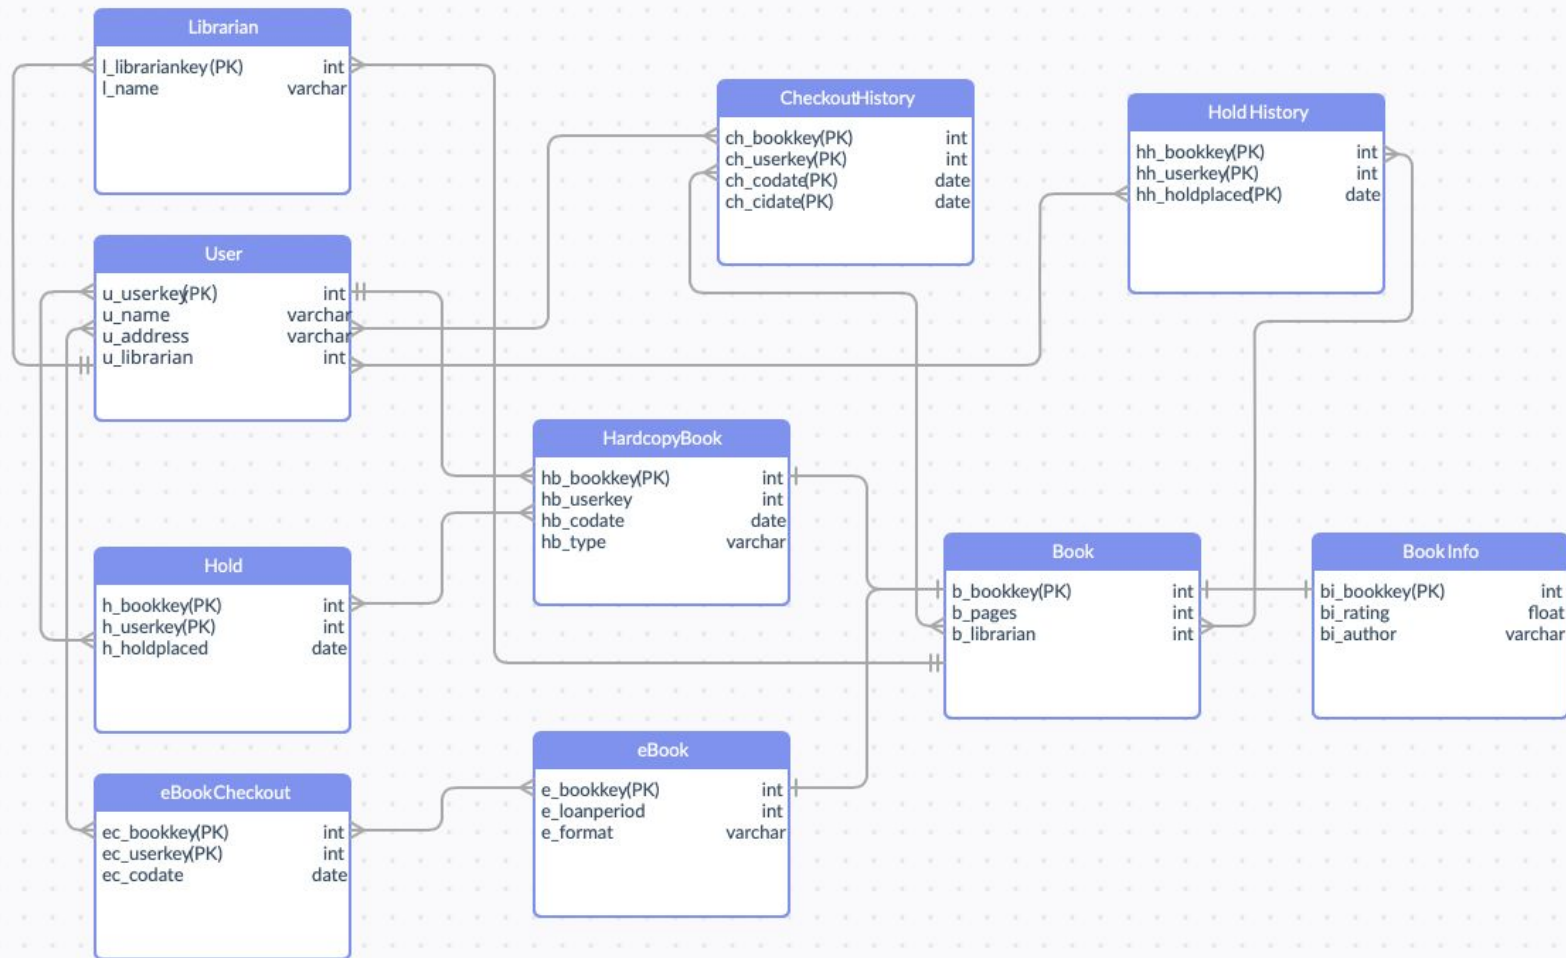 Librarian
l_librariankey (PK) int
l_name varchar
CheckoutHistory
ch_bookkey(PK) int
ch_userkey(PK) int
ch_codate(PK) date
ch_cidate(PK) date
Hold History
hh_bookkey(PK) int
hh_userkey(PK) int
hh_holdplaced(PK) date
User
u_userkey(PK) int
u_name varchar
u_address varchar
u_librarian int
HardcopyBook
hb_bookkey(PK) int
hb_userkey int
hb_codate date
hb_type varchar
Hold
h_bookkey(PK) int
h_userkey(PK) int
h_holdplaced date
Book
b_bookkey(PK) int
b_pages int
b_librarian int
Book Info
bi_bookkey(PK) int
bi_rating float
bi_author varchar
eBook
e_bookkey(PK) int
e_loanperiod int
e_format varchar
eBook Checkout
ec_bookkey(PK) int
ec_userkey(PK) int
ec_codate date